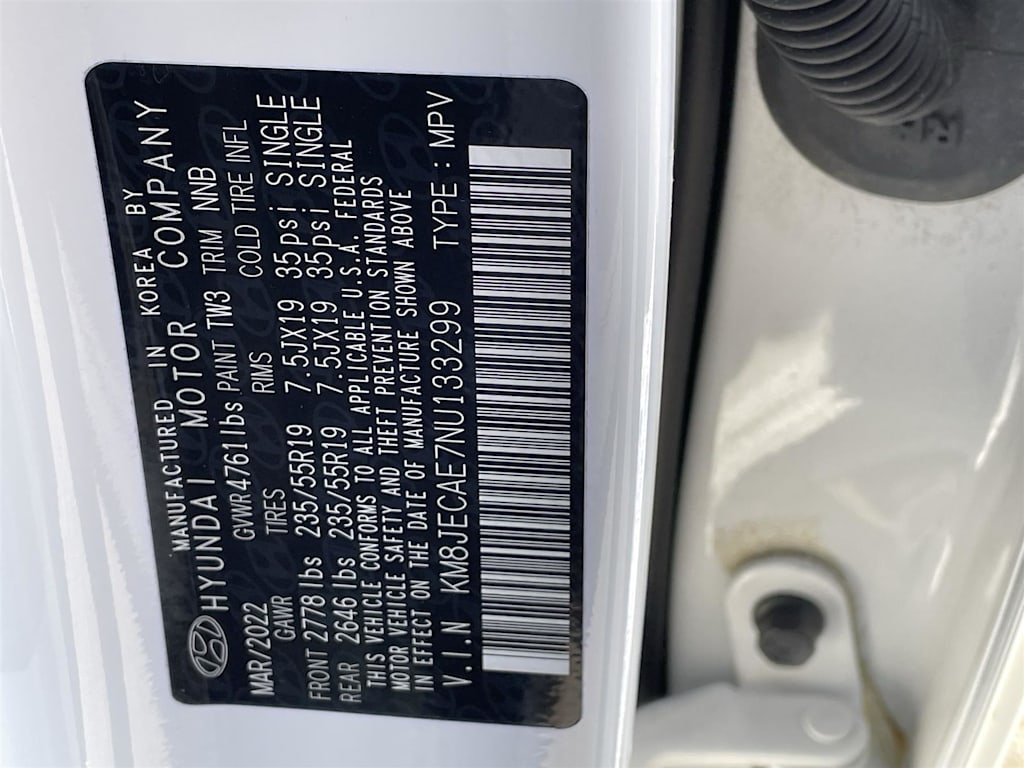 MANUFACTURED IN KOREA BY
HYUNDAI MOTOR COMPANY
MAR/2022 GVWR4761lbs PAINT TW3 TRIM NNB
GAWR TIRES RMS COLD TIRE INFL
FRONT 2778lbs 235/55R19 7.5JX19 35psi SINGLE
REAR 2646lbs 235/55R19 7.5JX19 35psi SINGLE
THIS VEHICLE CONFORMS TO ALL APPLICABLE U.S.A. FEDERAL
MOTOR VEHICLE SAFETY AND THEFT PREVENTION STANDARDS
IN EFFECT ON THE DATE OF MANUFACTURE SHOWN ABOVE
V.I.N KM8JECAE7NU133299 TYPE : MPV